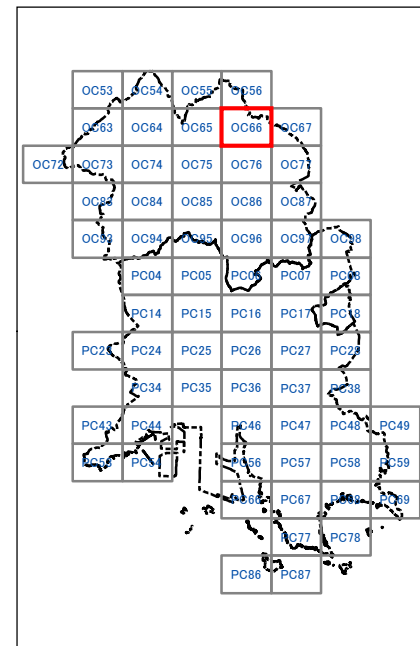 OC53 OC54 OC55 OC56
OC63 OC64 OC65 OC66 OC67
OC72 OC73 OC74 OC75 OC76 OC77
OC83 OC84 OC85 OC86 OC87
OC93 OC94 OC95 OC96 OC97 OC98
PC04 PC05 PC06 PC07 PC08
PC14 PC15 PC16 PC17 PC18
PC23 PC24 PC25 PC26 PC27 PC28
PC34 PC35 PC36 PC37 PC38
PC43 PC44 PC46 PC47 PC48 PC49
PC53 PC54 PC56 PC57 PC58 PC59
PC66 PC67 PC68 PC69
PC77 PC78
PC86 PC87